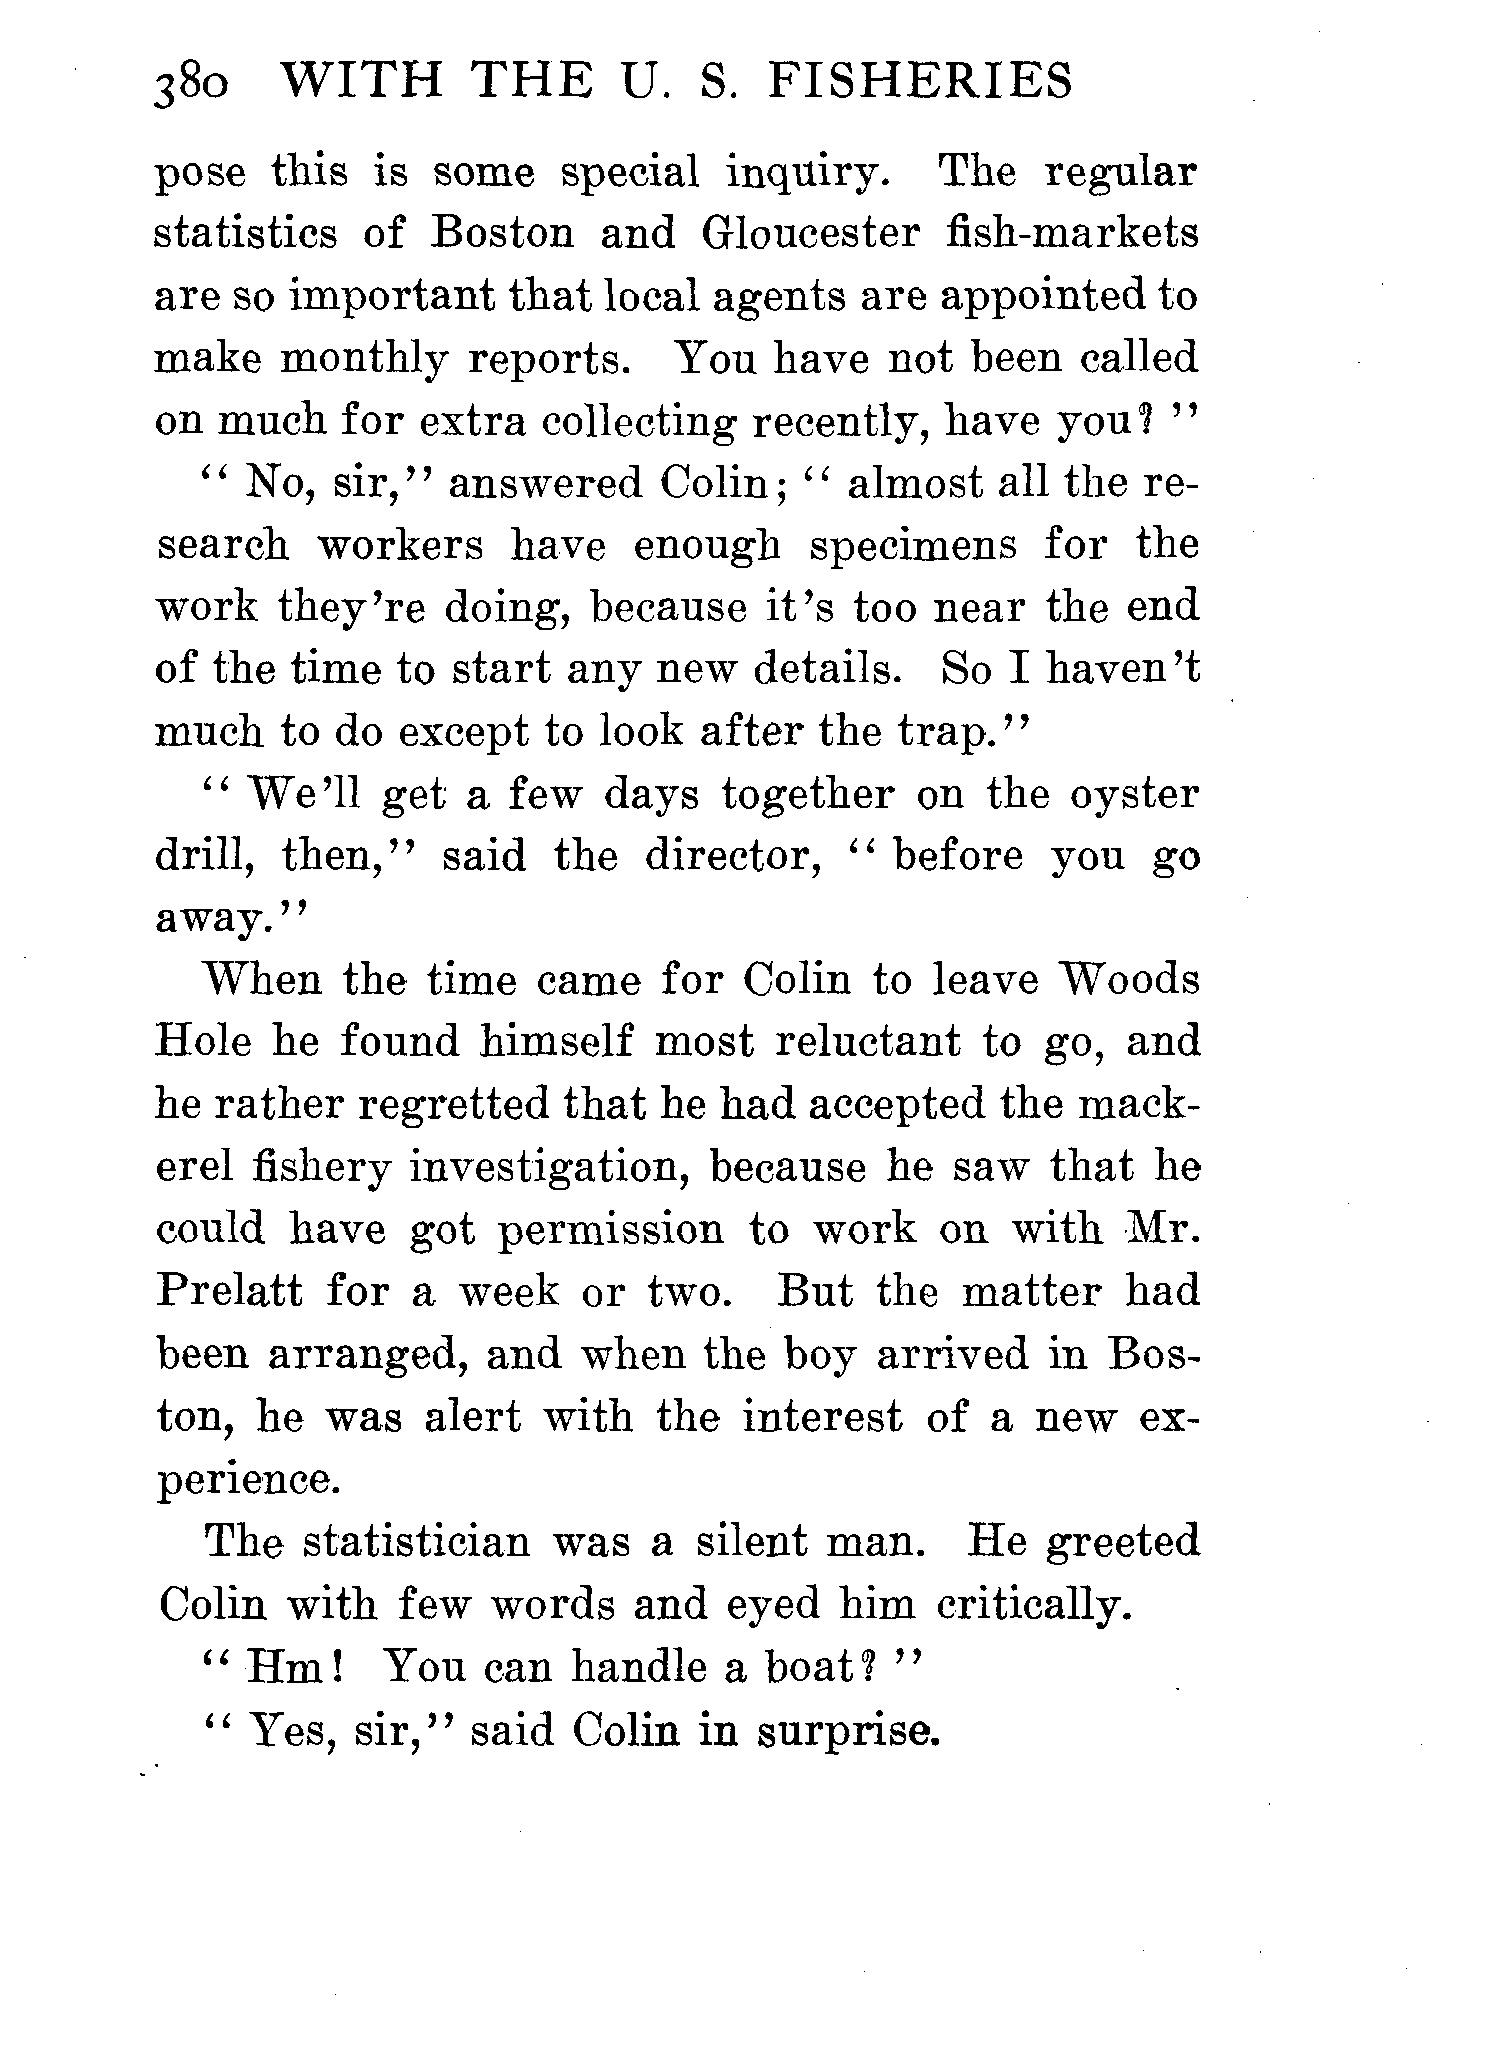 380 WITH THE U. S. FISHERIES
pose this is some special inquiry. The regular
statistics of Boston and Gloucester fish-markets
are so important that local agents are appointed to
make monthly reports. You have not been called
on much for extra collecting recently, have you? ”
“ No, sir,” answered Colin; “ almost all the re-
search workers have enough specimens for the
work they’re doing, because it’s too near the end
of the time to start any new details. So I haven’t
much to do except to look after the trap.”
“ We’ll get a few days together on the oyster
drill, then,” said the director, “ before you go
away.”
When the time came for Colin to leave Woods
Hole he found himself most reluctant to go, and
he rather regretted that he had accepted the mack-
erel fishery investigation, because he saw that he
could have got permission to work on with Mr.
Prelatt for a week or two. But the matter had
been arranged, and when the boy arrived in Bos-
ton, he was alert with the interest of a new ex-
perience.
The statistician was a silent man. He greeted
Colin with few words and eyed him critically.
“ Hm! You can handle a boat? ”
“ Yes, sir,” said Colin in surprise.